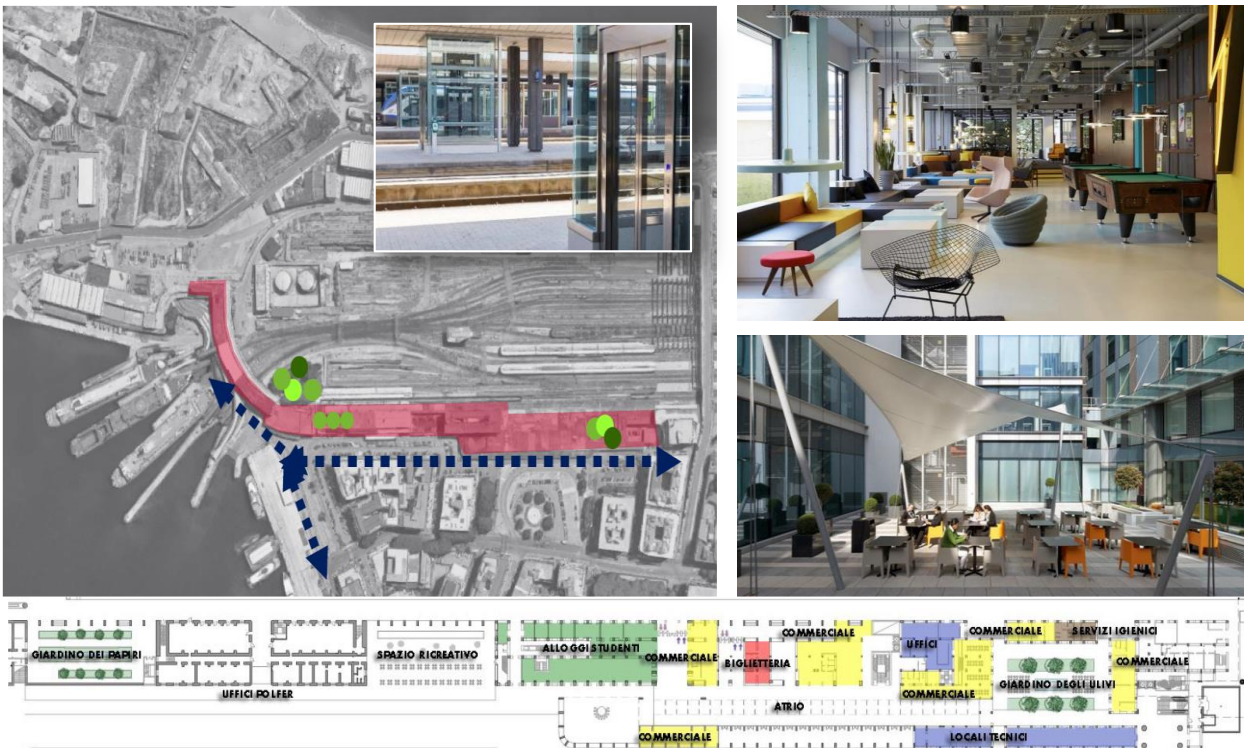 COMMERCIALE
COMMERCIALE
SERVIZI IGIENICI
GIARDINO DEI PAPIRI
SPAZIO RICREATIVO
ALLOGGI STUDENTI
COMMERCIALE
BIGLIETTERIA
UFFICI
GIARDINO DEGLI ULIVI
COMMERCIALE
UFFICI POLFER
COMMERCIALE
ATRIO
COMMERCIALE
LOCALI TECNICI